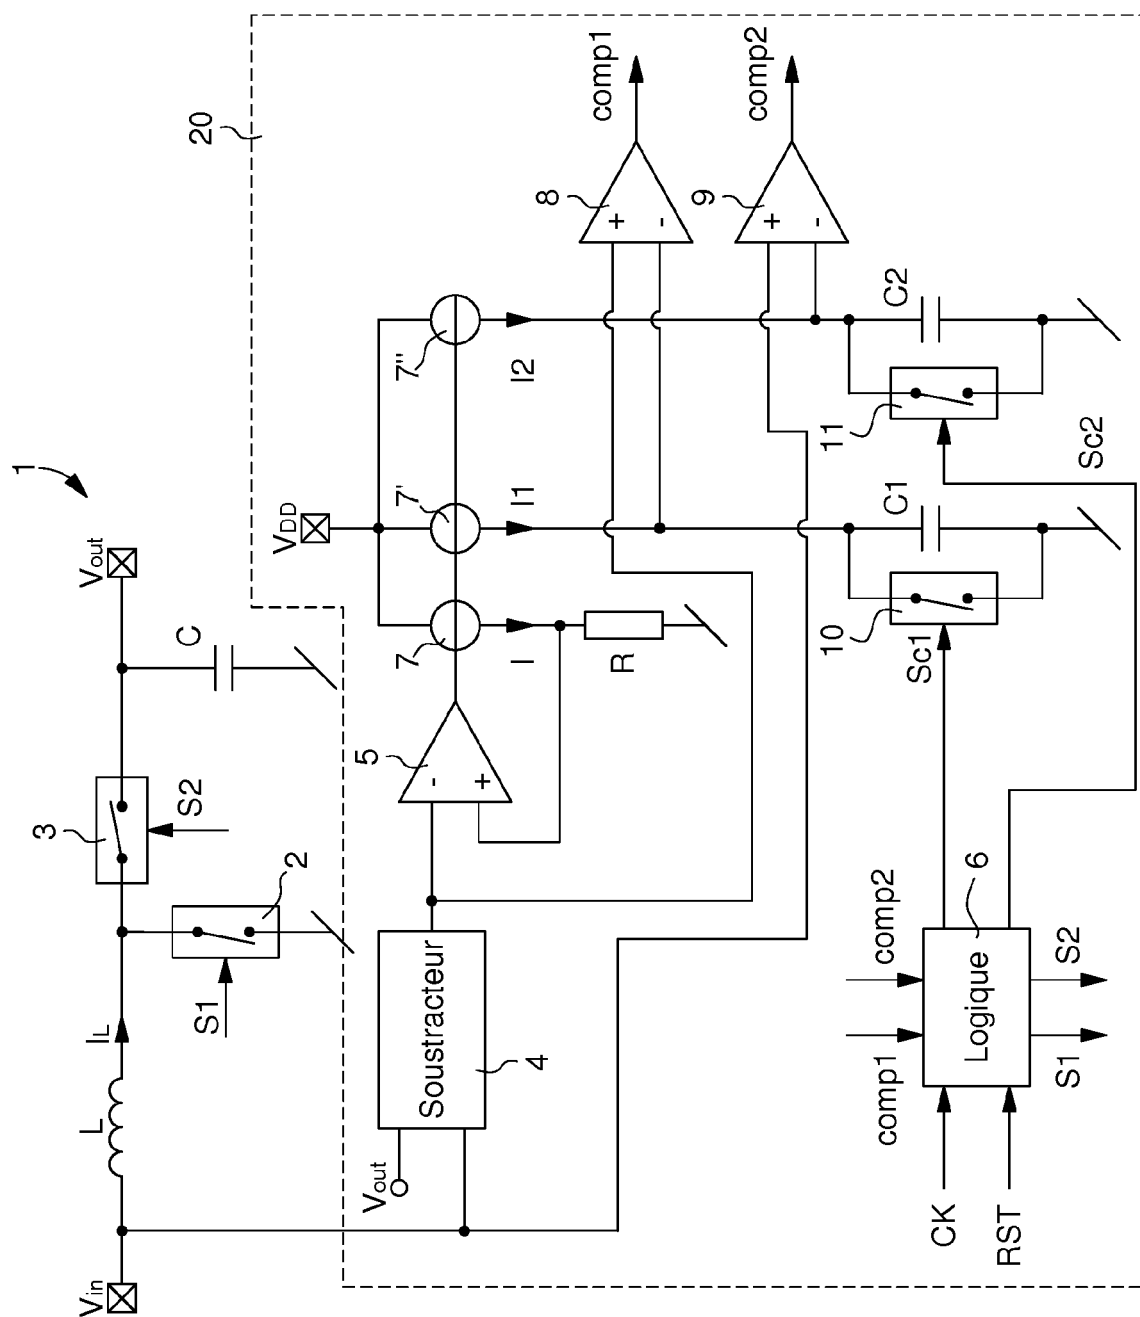 1
Vin
L
IL
S1
2
3
S2
C
Vout
20
VDD
Vout
Soustracteur
4
5
-
+
7
7'
7"
I
I1
I2
R
8
+
-
comp1
9
+
-
comp2
CK
RST
comp1
comp2
Logique
6
S1
S2
Sc1
10
C1
11
C2
Sc2